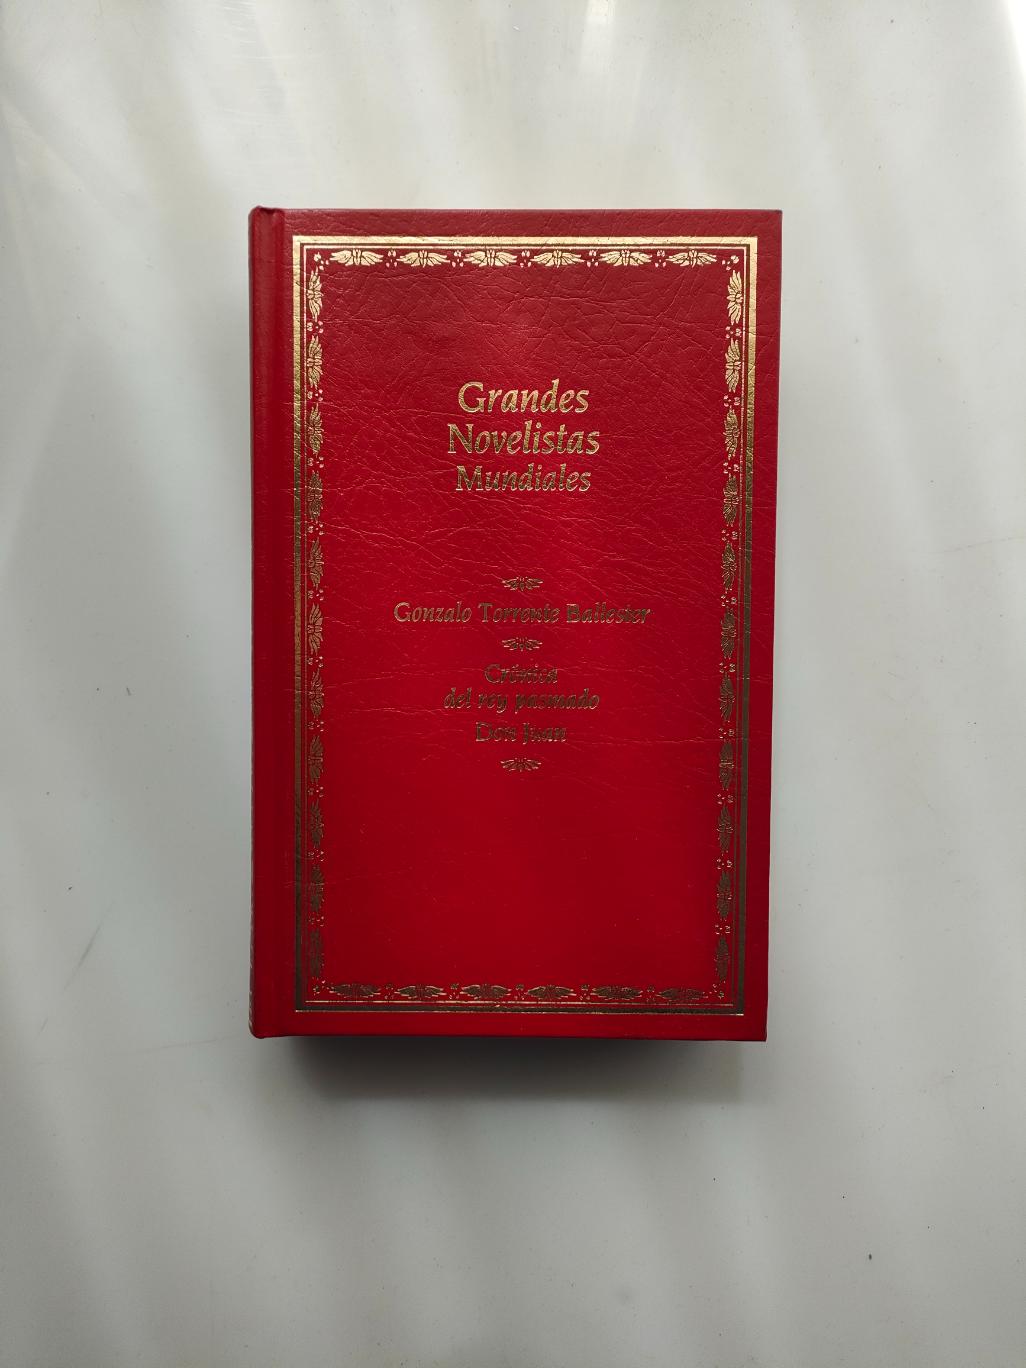 Grandes
Novelistas
Mundiales
Gonzalo Torrente Ballester
Crónica
del rey pasmado
Don Juan